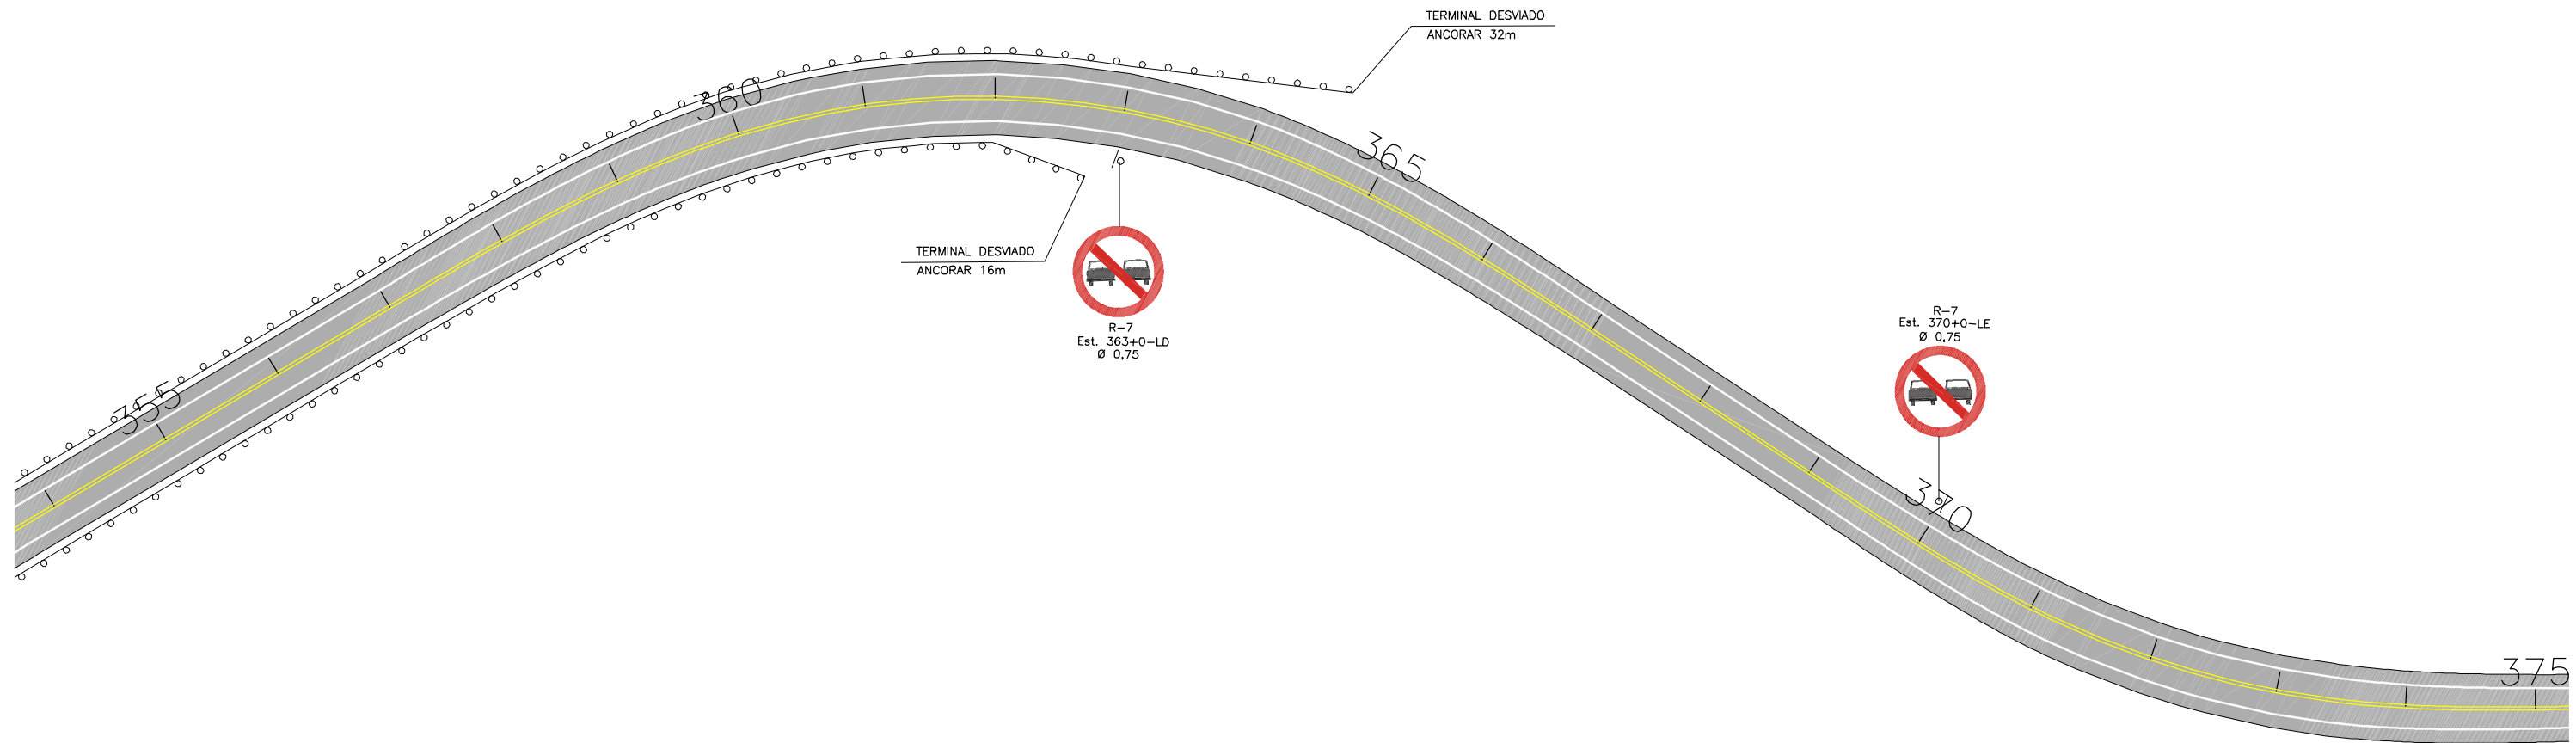 TERMINAL DESVIADO
ANCORAR 32m
360
365
TERMINAL DESVIADO
ANCORAR 16m
R-7
Est. 363+0-LD
Ø 0,75
R-7
Est. 370+0-LE
Ø 0,75
355
370
375